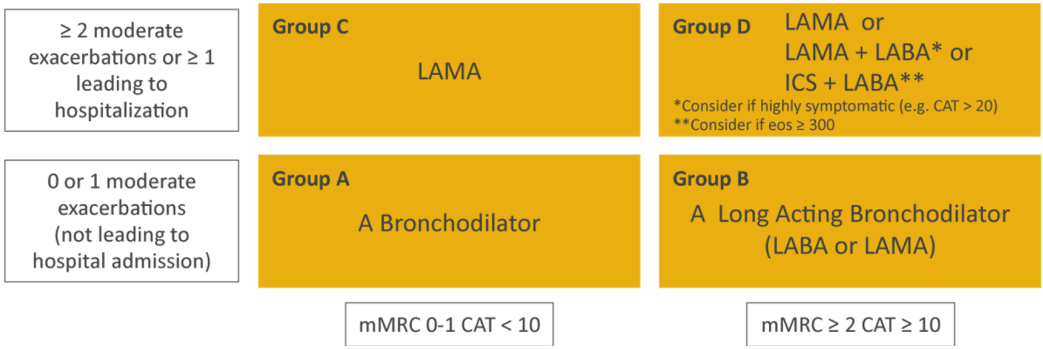 ≥ 2 moderate
exacerbations or ≥ 1
leading to
hospitalization
Group C
LAMA
Group D
LAMA or
LAMA + LABA* or
ICS + LABA**
*Consider if highly symptomatic (e.g. CAT > 20)
**Consider if eos ≥ 300
0 or 1 moderate
exacerbations
(not leading to
hospital admission)
Group A
A Bronchodilator
Group B
A Long Acting Bronchodilator
(LABA or LAMA)
mMRC 0-1 CAT < 10
mMRC ≥ 2 CAT ≥ 10